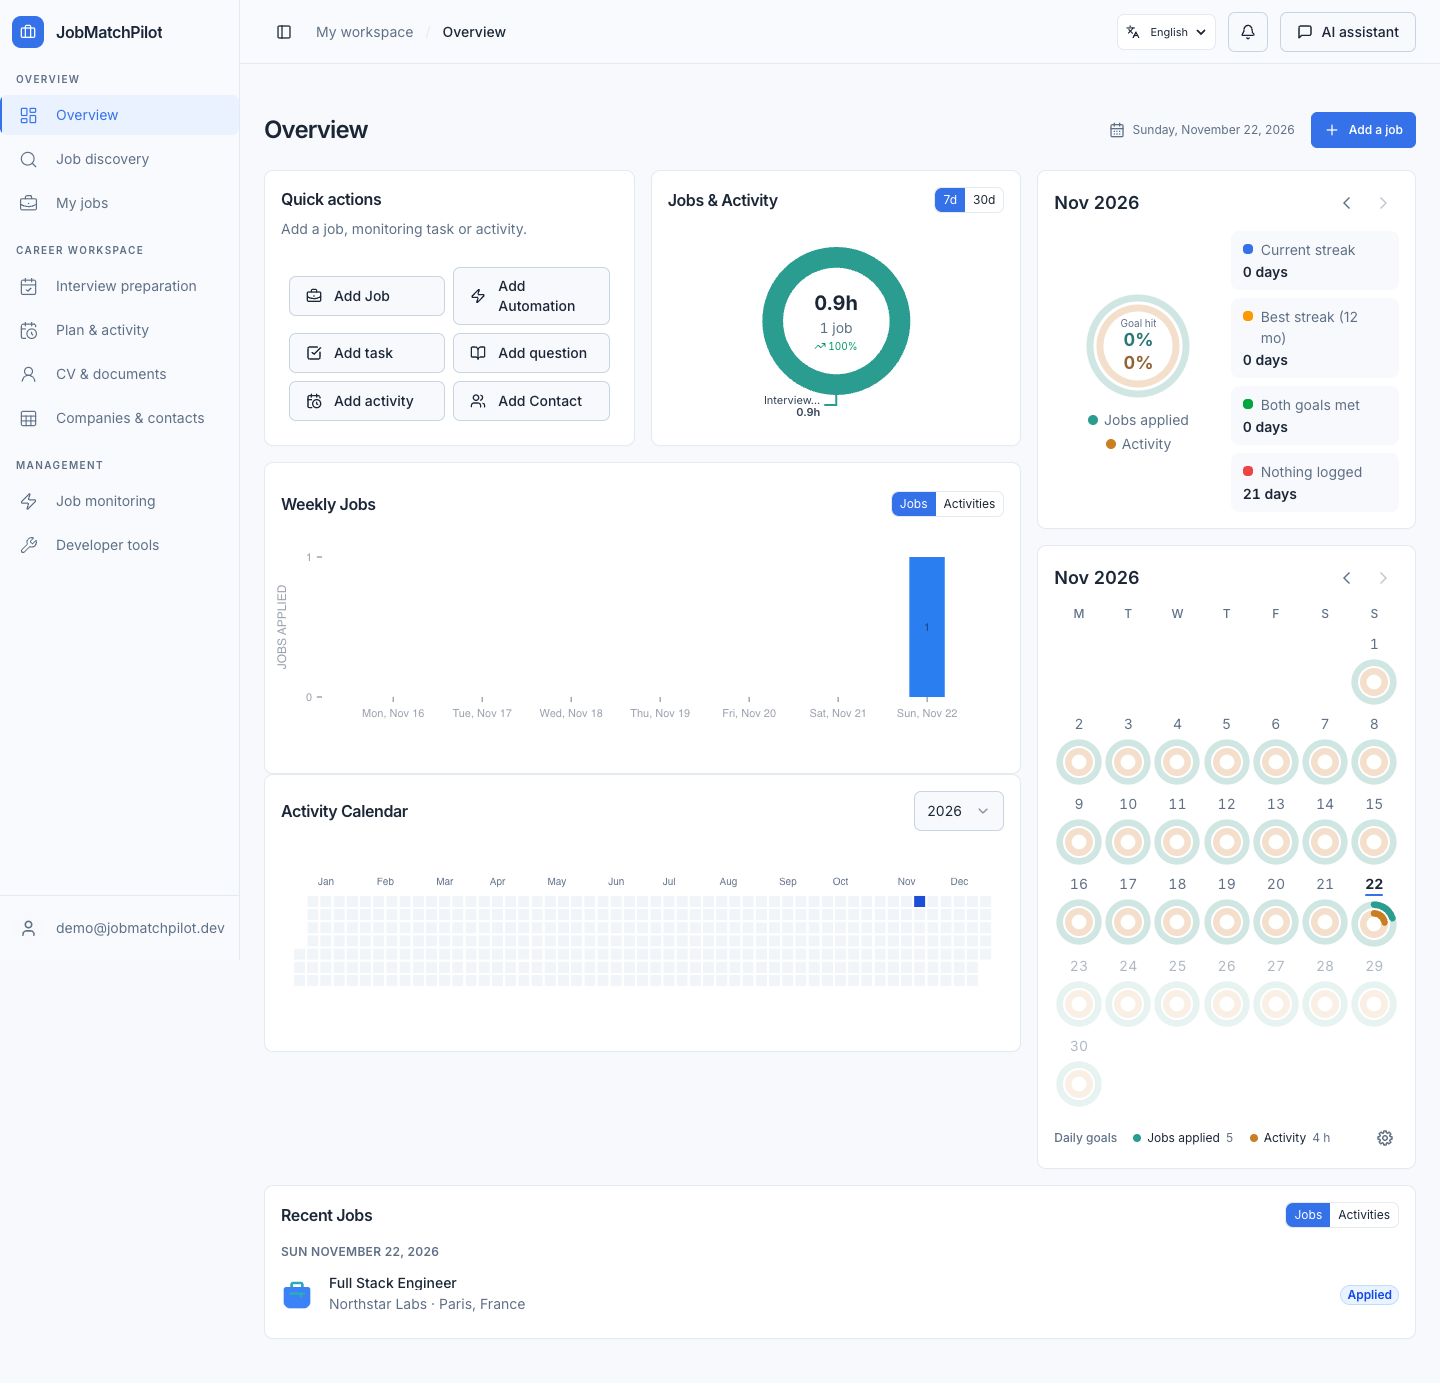 JobMatchPilot
OVERVIEW
Overview
Job discovery
My jobs
CAREER WORKSPACE
Interview preparation
Plan & activity
CV & documents
Companies & contacts
MANAGEMENT
Job monitoring
Developer tools
demo@jobmatchpilot.dev
My workspace / Overview
English
AI assistant
Overview
Sunday, November 22, 2026
Add a job
Quick actions
Add a job, monitoring task or activity.
Add Job
Add
Automation
Add task
Add question
Add activity
Add Contact
Jobs & Activity
7d 30d
0.9h
1 job
100%
Interview...
0.9h
Nov 2026
Goal hit
0%
0%
Jobs applied
Activity
Current streak
0 days
Best streak (12
mo)
0 days
Both goals met
0 days
Nothing logged
21 days
Weekly Jobs
Jobs Activities
JOBS APPLIED
1
0
1
Mon, Nov 16 Tue, Nov 17 Wed, Nov 18 Thu, Nov 19 Fri, Nov 20 Sat, Nov 21 Sun, Nov 22
Activity Calendar
2026
Jan Feb Mar Apr May Jun Jul Aug Sep Oct Nov Dec
Nov 2026
M T W T F S S
1
2 3 4 5 6 7 8
9 10 11 12 13 14 15
16 17 18 19 20 21 22
23 24 25 26 27 28 29
30
Daily goals Jobs applied 5 Activity 4 h
Recent Jobs
Jobs Activities
SUN NOVEMBER 22, 2026
Full Stack Engineer
Northstar Labs · Paris, France
Applied